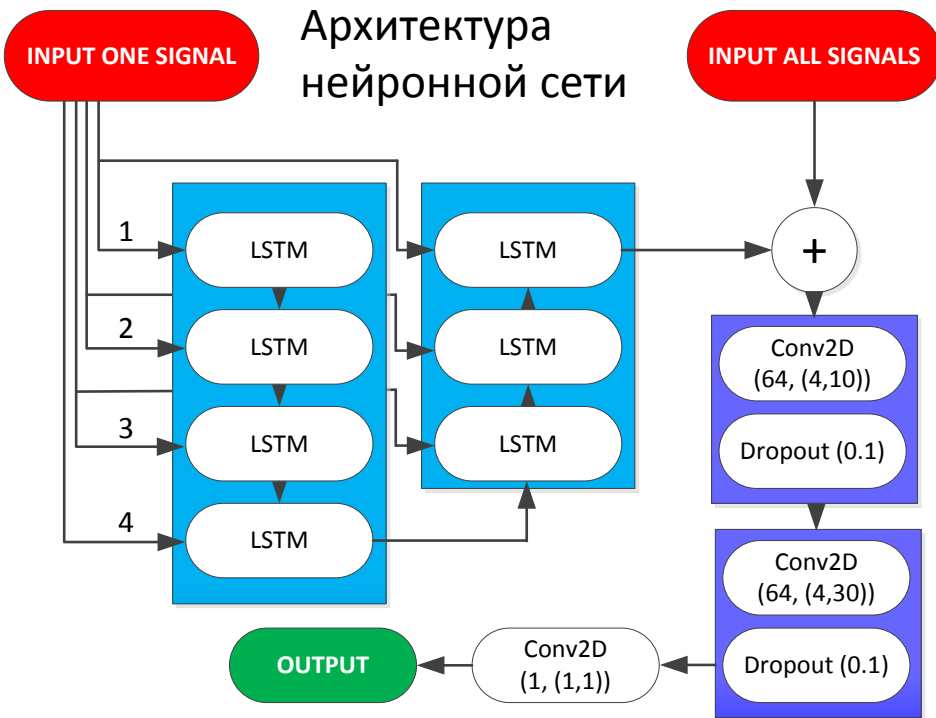 INPUT ONE SIGNAL
Архитектура
нейронной сети
INPUT ALL SIGNALS
1
LSTM
LSTM
+
2
LSTM
LSTM
3
LSTM
LSTM
4
LSTM
Conv2D
(64, (4,10))
Dropout (0.1)
Conv2D
(64, (4,30))
Dropout (0.1)
Conv2D
(1, (1,1))
OUTPUT